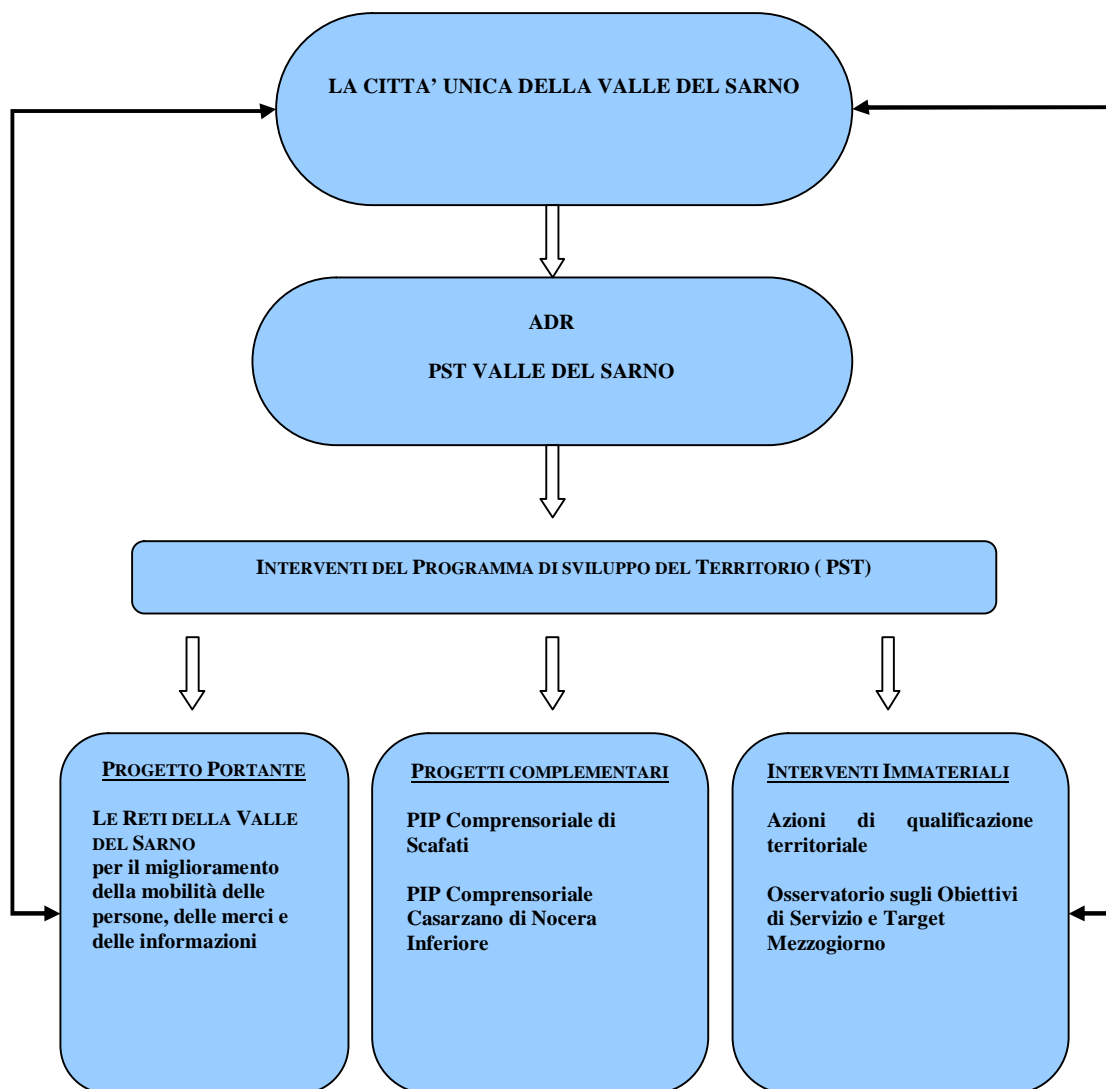 LA CITTA’ UNICA DELLA VALLE DEL SARNO
ADR
PST VALLE DEL SARNO
INTERVENTI DEL PROGRAMMA DI SVILUPPO DEL TERRITORIO ( PST)
PROGETTO PORTANTE
LE RETI DELLA VALLE
DEL SARNO
per il miglioramento
della mobilità delle
persone, delle merci e
delle informazioni
PROGETTI COMPLEMENTARI
PIP Comprensoriale di
Scafati
PIP Comprensoriale
Casarzano di Nocera
Inferiore
INTERVENTI IMMATERIALI
Azioni di qualificazione
territoriale
Osservatorio sugli Obiettivi
di Servizio e Target
Mezzogiorno